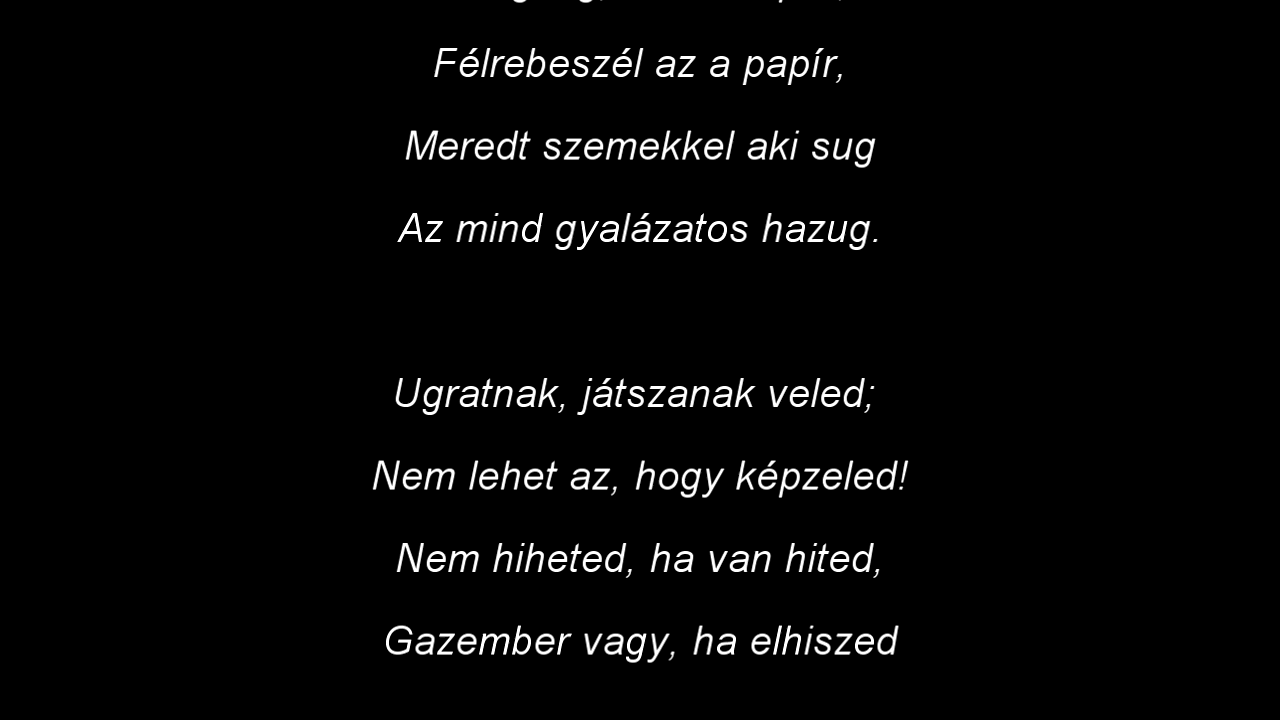 Félrebeszél az a papír,
Meredt szemekkel aki sug
Az mind gyalázatos hazug.
Ugratnak, játszanak veled;
Nem lehet az, hogy képzeled!
Nem hiheted, ha van hited,
Gazember vagy, ha elhiszed